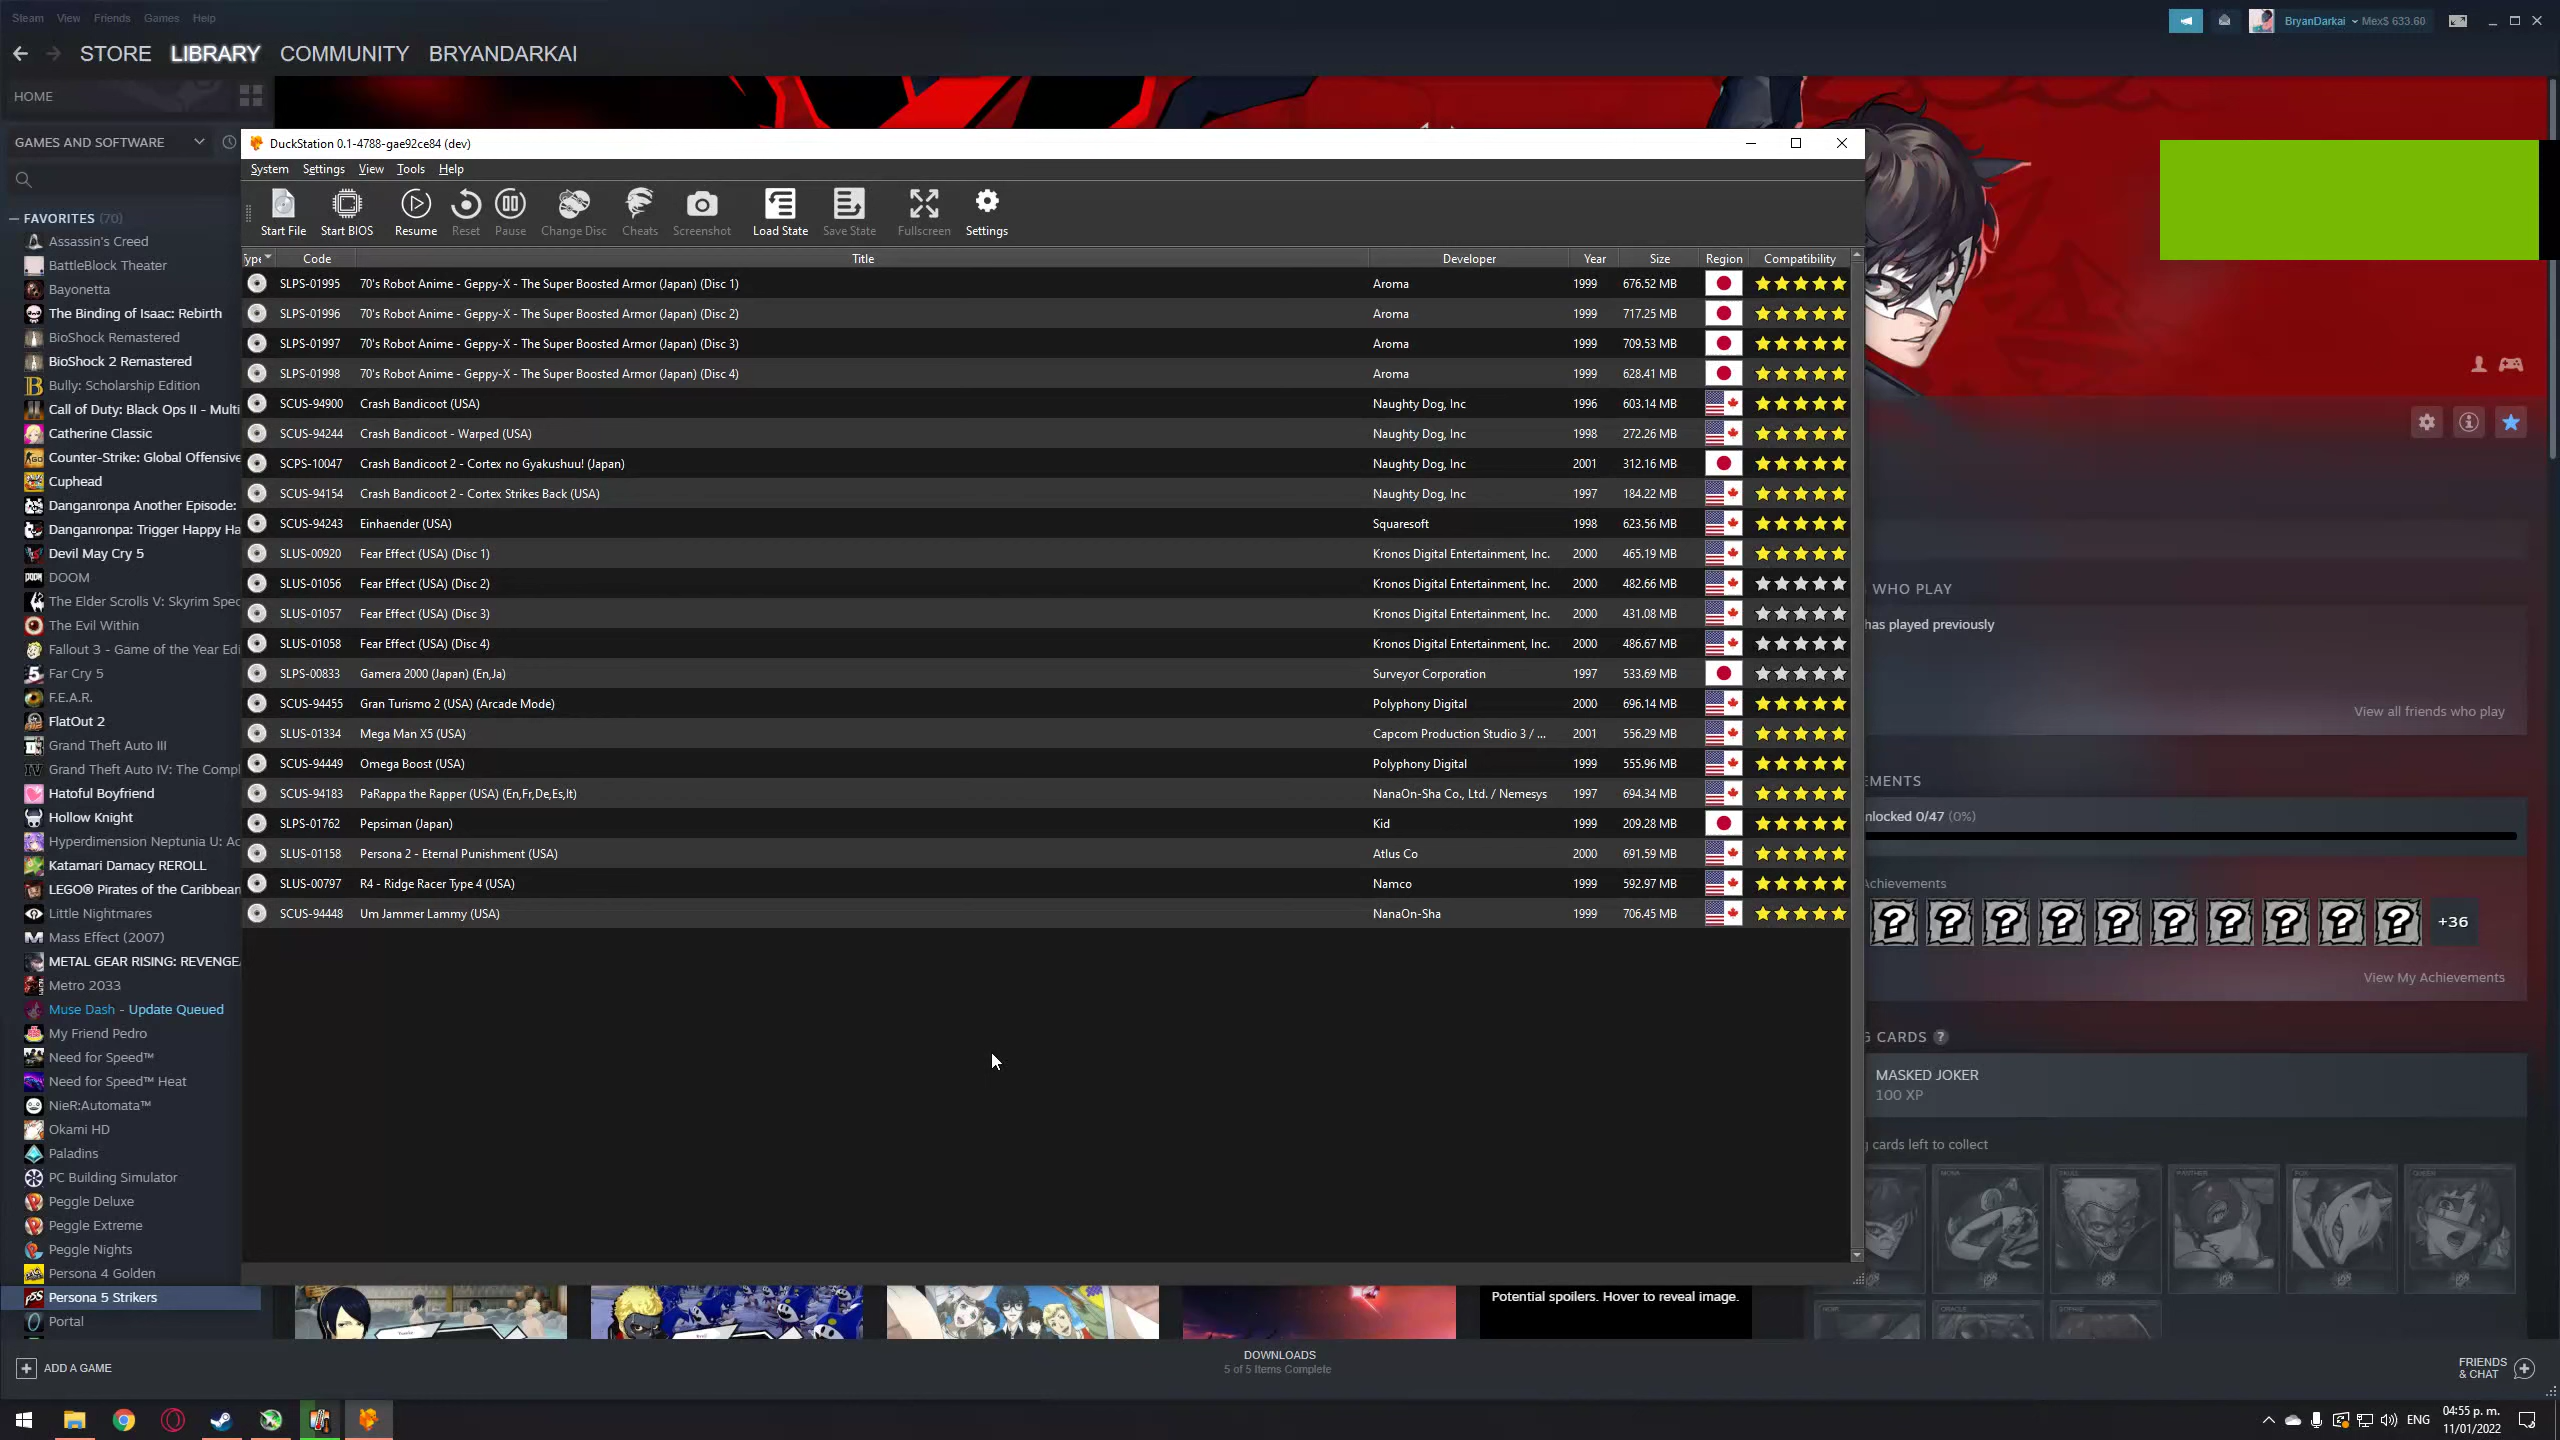 Steam View Friends Games Help
BryanDarkai Mex$ 633.60
STORE LIBRARY COMMUNITY BRYANDARKAI
HOME
GAMES AND SOFTWARE
FAVORITES (70)
Assassin's Creed
BattleBlock Theater
Bayonetta
The Binding of Isaac: Rebirth
BioShock Remastered
BioShock 2 Remastered
Bully: Scholarship Edition
Call of Duty: Black Ops II - Multi
Catherine Classic
Counter-Strike: Global Offensive
Cuphead
Danganronpa Another Episode:
Danganronpa: Trigger Happy Ha
Devil May Cry 5
DOOM
The Elder Scrolls V: Skyrim Spec
The Evil Within
Fallout 3 - Game of the Year Edi
Far Cry 5
F.E.A.R.
FlatOut 2
Grand Theft Auto III
Grand Theft Auto IV: The Compl
Hatoful Boyfriend
Hollow Knight
Hyperdimension Neptunia U: Ac
Katamari Damacy REROLL
LEGO® Pirates of the Caribbean
Little Nightmares
Mass Effect (2007)
METAL GEAR RISING: REVENGE
Metro 2033
Muse Dash - Update Queued
My Friend Pedro
Need for Speed™
Need for Speed™ Heat
NieR:Automata™
Okami HD
Paladins
PC Building Simulator
Peggle Deluxe
Peggle Extreme
Peggle Nights
Persona 4 Golden
Persona 5 Strikers
Portal
DuckStation 0.1-4788-gae92ce84 (dev)
System Settings View Tools Help
Start File Start BIOS Resume Reset Pause Change Disc Cheats Screenshot Load State Save State Fullscreen Settings
Type Code Title Developer Year Size Region Compatibility
SLPS-01995 70's Robot Anime - Geppy-X - The Super Boosted Armor (Japan) (Disc 1) Aroma 1999 676.52 MB
SLPS-01996 70's Robot Anime - Geppy-X - The Super Boosted Armor (Japan) (Disc 2) Aroma 1999 717.25 MB
SLPS-01997 70's Robot Anime - Geppy-X - The Super Boosted Armor (Japan) (Disc 3) Aroma 1999 709.53 MB
SLPS-01998 70's Robot Anime - Geppy-X - The Super Boosted Armor (Japan) (Disc 4) Aroma 1999 628.41 MB
SCUS-94900 Crash Bandicoot (USA) Naughty Dog, Inc 1996 603.14 MB
SCUS-94244 Crash Bandicoot - Warped (USA) Naughty Dog, Inc 1998 272.26 MB
SCPS-10047 Crash Bandicoot 2 - Cortex no Gyakushuu! (Japan) Naughty Dog, Inc 2001 312.16 MB
SCUS-94154 Crash Bandicoot 2 - Cortex Strikes Back (USA) Naughty Dog, Inc 1997 184.22 MB
SCUS-94243 Einhaender (USA) Squaresoft 1998 623.56 MB
SLUS-00920 Fear Effect (USA) (Disc 1) Kronos Digital Entertainment, Inc. 2000 465.19 MB
SLUS-01056 Fear Effect (USA) (Disc 2) Kronos Digital Entertainment, Inc. 2000 482.66 MB
SLUS-01057 Fear Effect (USA) (Disc 3) Kronos Digital Entertainment, Inc. 2000 431.08 MB
SLUS-01058 Fear Effect (USA) (Disc 4) Kronos Digital Entertainment, Inc. 2000 486.67 MB
SLPS-00833 Gamera 2000 (Japan) (En,Ja) Surveyor Corporation 1997 533.69 MB
SCUS-94455 Gran Turismo 2 (USA) (Arcade Mode) Polyphony Digital 2000 696.14 MB
SLUS-01334 Mega Man X5 (USA) Capcom Production Studio 3 / ... 2001 556.29 MB
SCUS-94449 Omega Boost (USA) Polyphony Digital 1999 555.96 MB
SCUS-94183 PaRappa the Rapper (USA) (En,Fr,De,Es,It) NanaOn-Sha Co., Ltd. / Nemesys 1997 694.34 MB
SLPS-01762 Pepsiman (Japan) Kid 1999 209.28 MB
SLUS-01158 Persona 2 - Eternal Punishment (USA) Atlus Co 2000 691.59 MB
SLUS-00797 R4 - Ridge Racer Type 4 (USA) Namco 1999 592.97 MB
SCUS-94448 Um Jammer Lammy (USA) NanaOn-Sha 1999 706.45 MB
WHO PLAY
has played previously
View all friends who play
EMENTS
nlocked 0/47 (0%)
Achievements
+36
View My Achievements
G CARDS ?
MASKED JOKER
100 XP
cards left to collect
MONA SKULL PANTHER FOX QUEEN
Potential spoilers. Hover to reveal image.
ADD A GAME
DOWNLOADS
5 of 5 Items Complete
FRIENDS
& CHAT
ENG
04:55 p. m.
11/01/2022